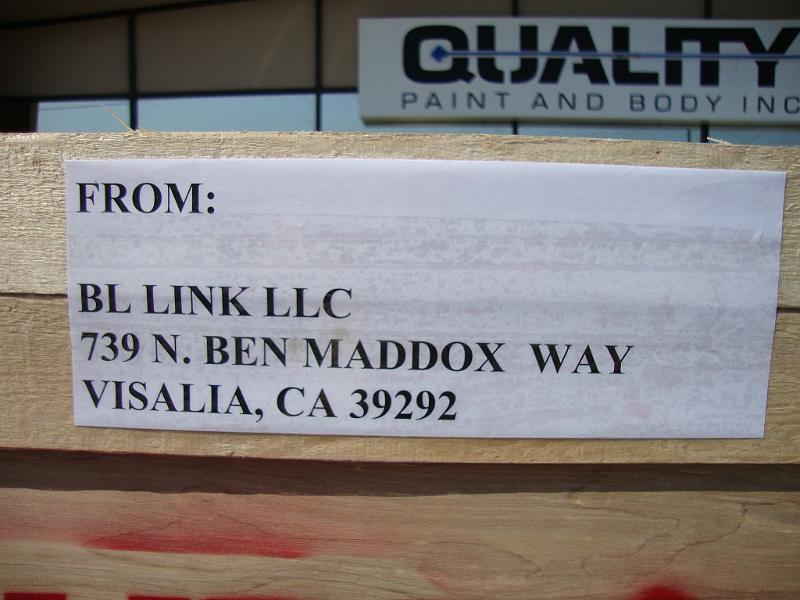 QUALITY
PAINT AND BODY INC
FROM:
BL LINK LLC
739 N. BEN MADDOX WAY
VISALIA, CA 39292